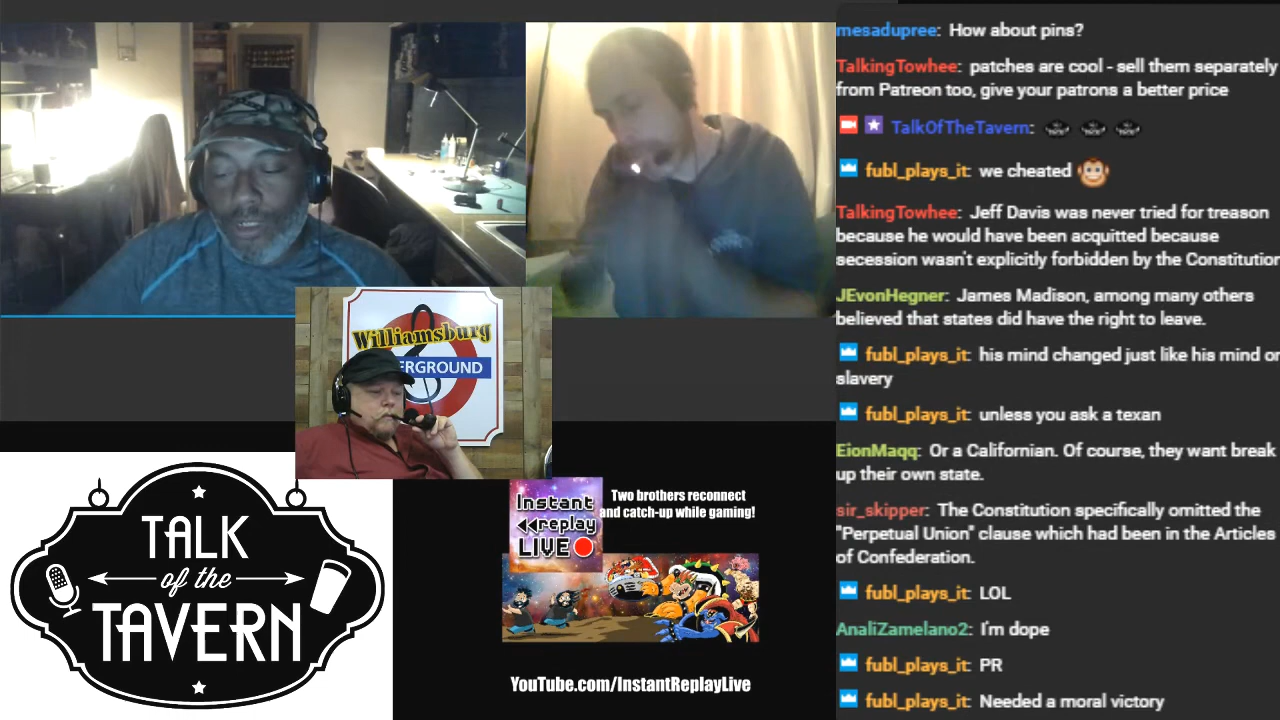 mesadupree: How about pins?
TalkingTowhee: patches are cool - sell them separately
from Patreon too, give your patrons a better price
TalkOfTheTavern:
fubl_plays_it: we cheated
TalkingTowhee: Jeff Davis was never tried for treason
because he would have been acquitted because
secession wasn't explicitly forbidden by the Constitution
JEvonHegner: James Madison, among many others
believed that states did have the right to leave.
fubl_plays_it: his mind changed just like his mind on
slavery
fubl_plays_it: unless you ask a texan
EionMaqq: Or a Californian. Of course, they want break
up their own state.
sir_skipper: The Constitution specifically omitted the
"Perpetual Union" clause which had been in the Articles
of Confederation.
fubl_plays_it: LOL
AnaliZamelano2: I'm dope
fubl_plays_it: PR
fubl_plays_it: Needed a moral victory
Williamsburg
ERGROUND
TALK
of the
TAVERN
Instant
replay
LIVE
Two brothers reconnect
and catch-up while gaming!
YouTube.com/InstantReplayLive